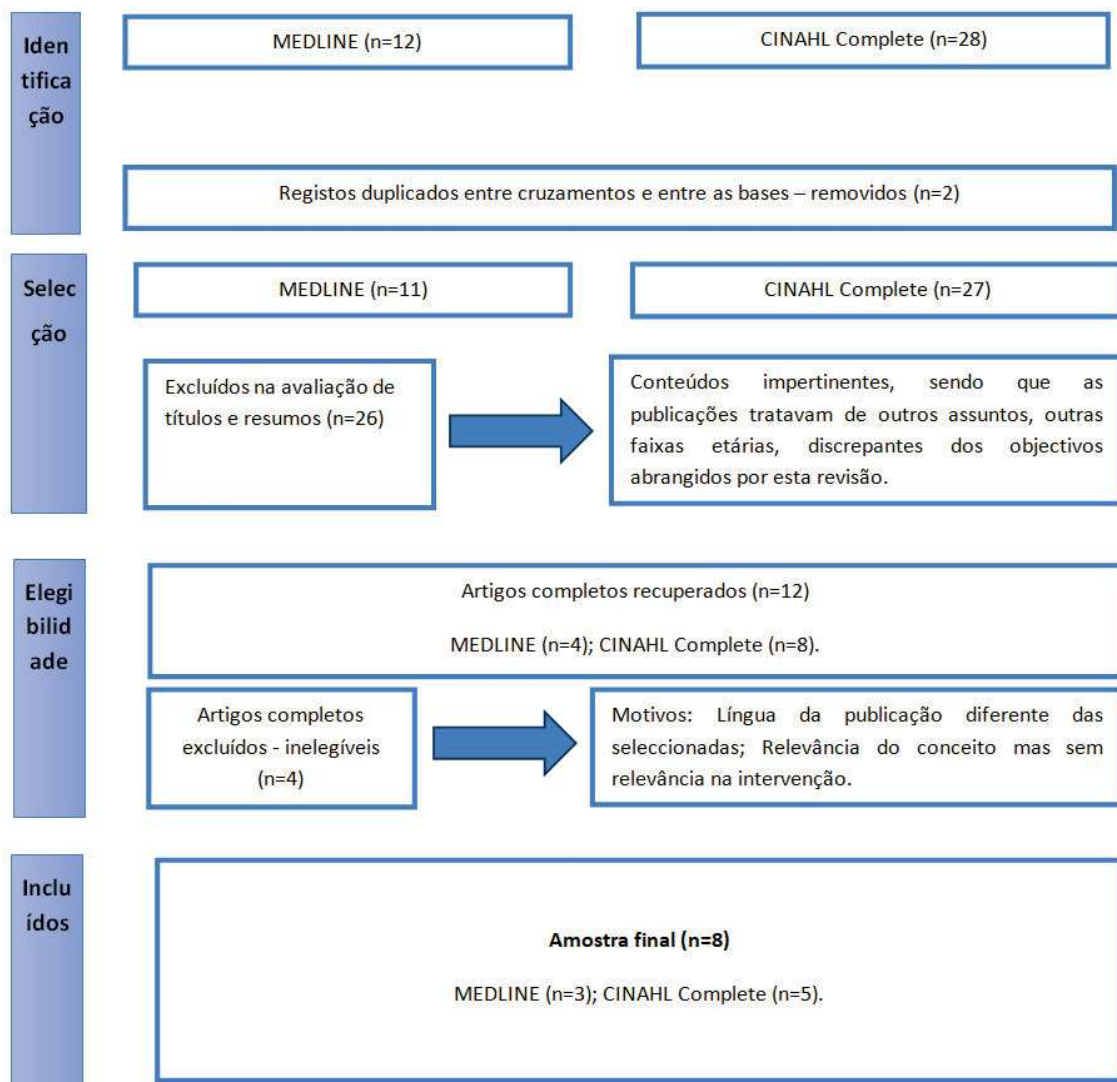 Iden
tifica
ção
MEDLINE (n=12)
CINAHL Complete (n=28)
Registos duplicados entre cruzamentos e entre as bases – removidos (n=2)
Selec
ção
MEDLINE (n=11)
CINAHL Complete (n=27)
Excluídos na avaliação de
títulos e resumos (n=26)
Conteúdos impertinentes, sendo que as
publicações tratavam de outros assuntos, outras
faixas etárias, discrepantes dos objectivos
abrangidos por esta revisão.
Elegi
bilid
ade
Artigos completos recuperados (n=12)
MEDLINE (n=4); CINAHL Complete (n=8).
Artigos completos
excluídos - inelegíveis
(n=4)
Motivos: Língua da publicação diferente das
seleccionadas; Relevância do conceito mas sem
relevância na intervenção.
Inclu
ídos
Amostra final (n=8)
MEDLINE (n=3); CINAHL Complete (n=5).